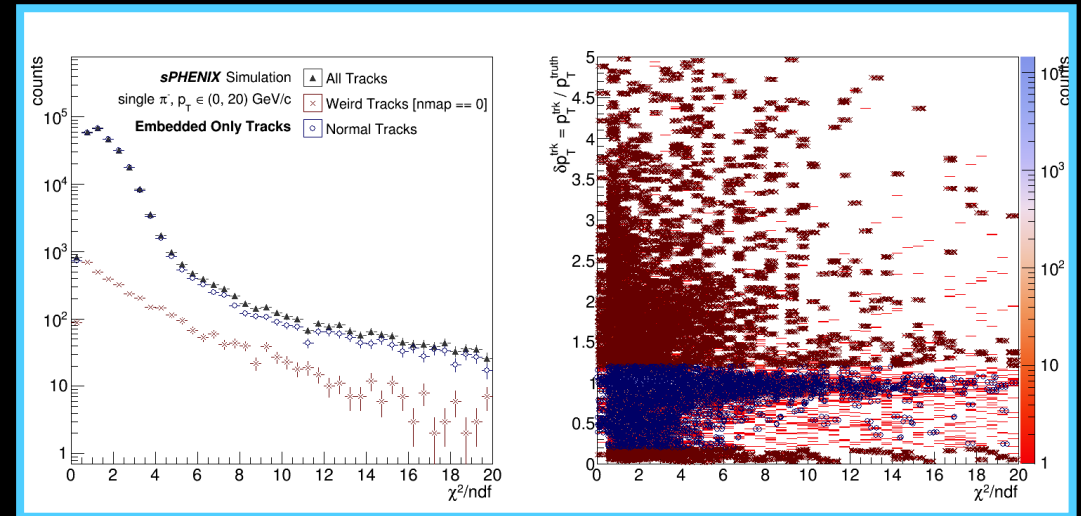 counts
sPHENIX Simulation
single π⁻, p_T ∈ (0, 20) GeV/c
Embedded Only Tracks
All Tracks
Weird Tracks [nmap == 0]
Normal Tracks
10⁵
10⁴
10³
10²
10
1
0 2 4 6 8 10 12 14 16 18 20
χ²/ndf
δp_T^trk = p_T^trk / p_T^truth
5
4.5
4
3.5
3
2.5
2
1.5
1
0.5
0
0 2 4 6 8 10 12 14 16 18 20
χ²/ndf
counts
10³
10²
10
1